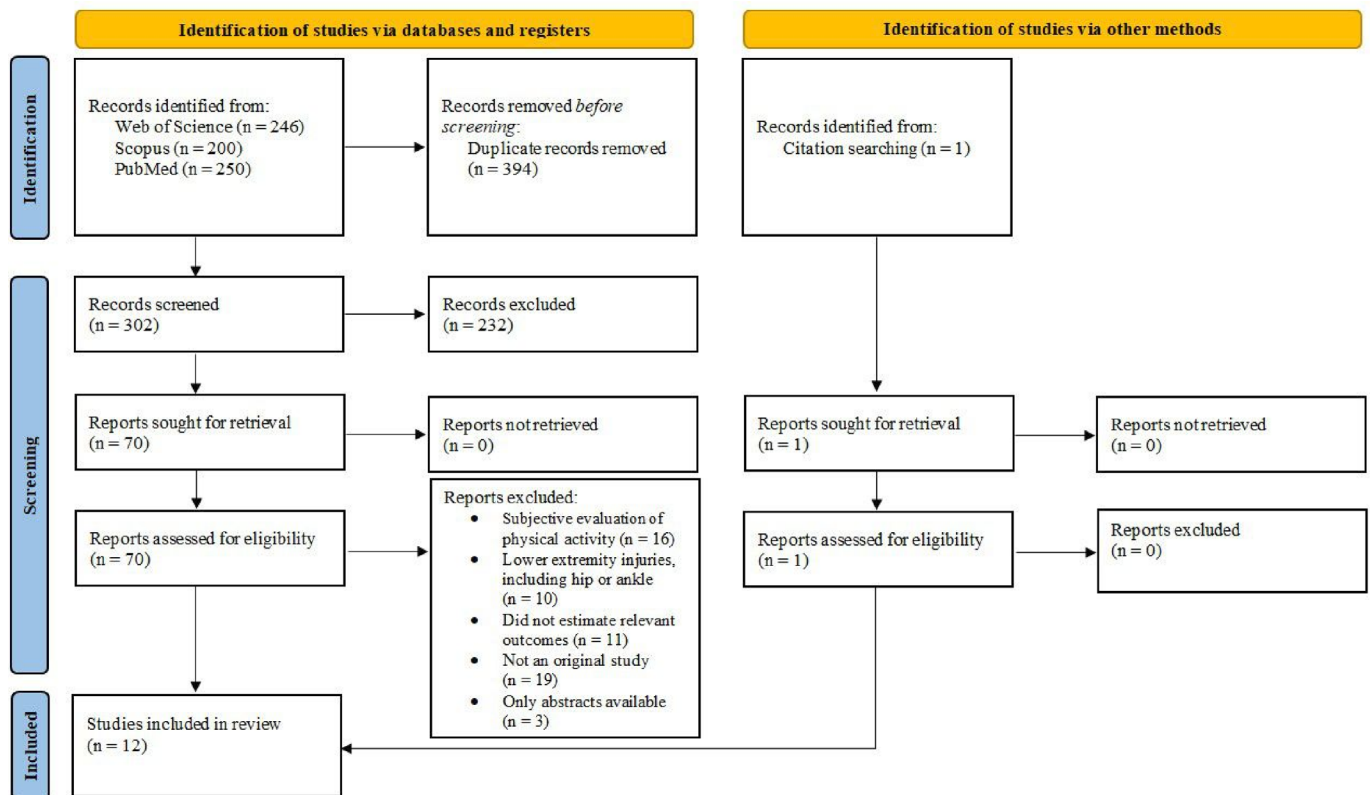 Identification of studies via databases and registers
Identification of studies via other methods
Identification
Records identified from:
Web of Science (n = 246)
Scopus (n = 200)
PubMed (n = 250)
Records removed before
screening:
Duplicate records removed
(n = 394)
Records identified from:
Citation searching (n = 1)
Screening
Records screened
(n = 302)
Records excluded
(n = 232)
Reports sought for retrieval
(n = 70)
Reports not retrieved
(n = 0)
Reports sought for retrieval
(n = 1)
Reports not retrieved
(n = 0)
Reports assessed for eligibility
(n = 70)
Reports excluded:
• Subjective evaluation of
physical activity (n = 16)
• Lower extremity injuries,
including hip or ankle
(n = 10)
• Did not estimate relevant
outcomes (n = 11)
• Not an original study
(n = 19)
• Only abstracts available
(n = 3)
Reports assessed for eligibility
(n = 1)
Reports excluded
(n = 0)
Included
Studies included in review
(n = 12)